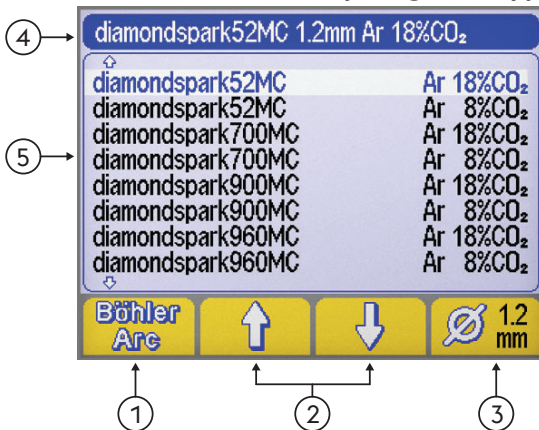 4
diamondspark52MC 1.2mm Ar 18%CO₂
diamondspark52MC Ar 18%CO₂
diamondspark52MC Ar 8%CO₂
5
diamondspark700MC Ar 18%CO₂
diamondspark700MC Ar 8%CO₂
diamondspark900MC Ar 18%CO₂
diamondspark900MC Ar 8%CO₂
diamondspark960MC Ar 18%CO₂
diamondspark960MC Ar 8%CO₂
Böhler
Arc
1.2
mm
1 2 3